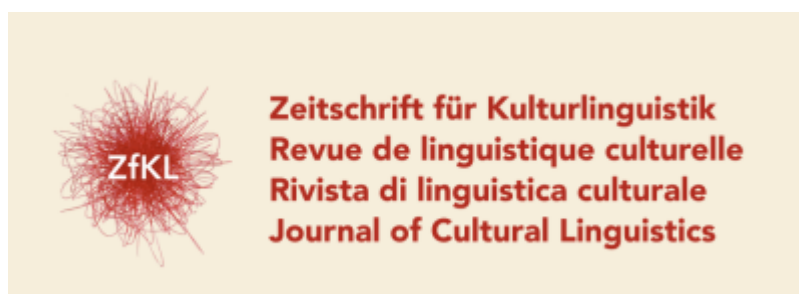 ZfKL
Zeitschrift für Kulturlinguistik
Revue de linguistique culturelle
Rivista di linguistica culturale
Journal of Cultural Linguistics